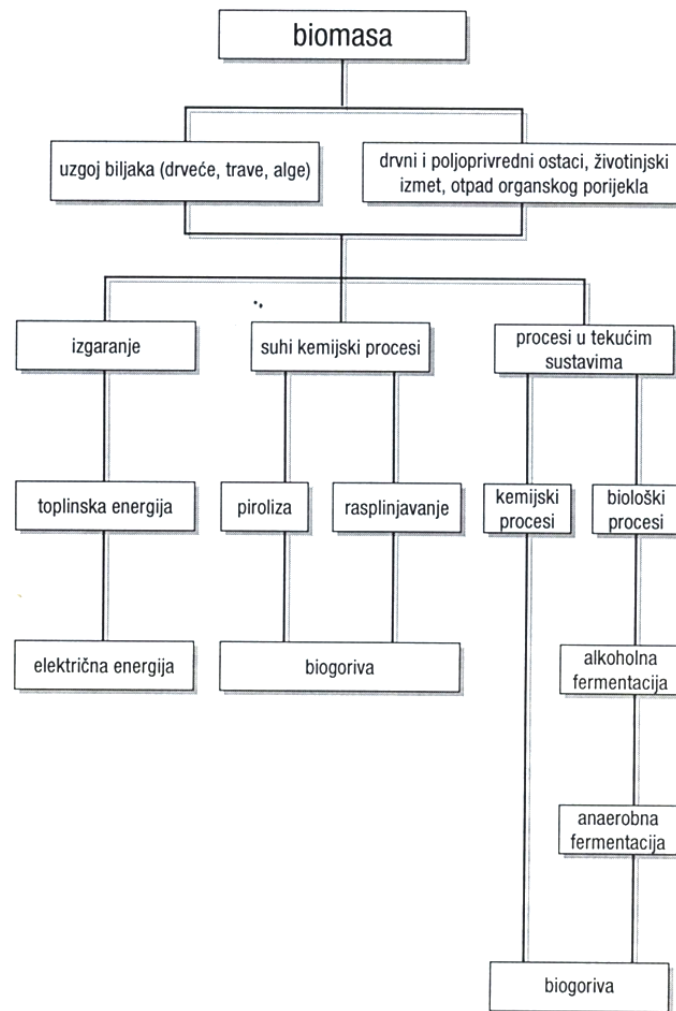 biomasa
uzgoj biljaka (drveće, trave, alge)
drvni i poljoprivredni ostaci, životinjski
izmet, otpad organskog porijekla
izgaranje
suhi kemijski procesi
procesi u tekućim
sustavima
toplinska energija
piroliza
rasplinjavanje
kemijski
procesi
biološki
procesi
električna energija
biogoriva
alkoholna
fermentacija
anaerobna
fermentacija
biogoriva